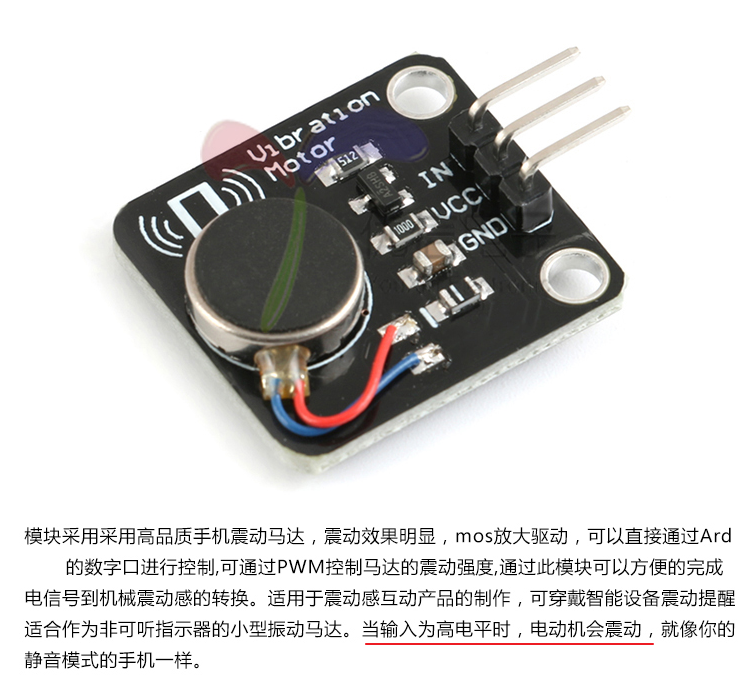 Vibration
Motor
512
A2SHB
IN
1000
VCC
GND
模块采用采用高品质手机震动马达，震动效果明显，mos放大驱动，可以直接通过Ard
的数字口进行控制,可通过PWM控制马达的震动强度,通过此模块可以方便的完成
电信号到机械震动感的转换。适用于震动感互动产品的制作，可穿戴智能设备震动提醒
适合作为非可听指示器的小型振动马达。当输入为高电平时，电动机会震动，就像你的
静音模式的手机一样。